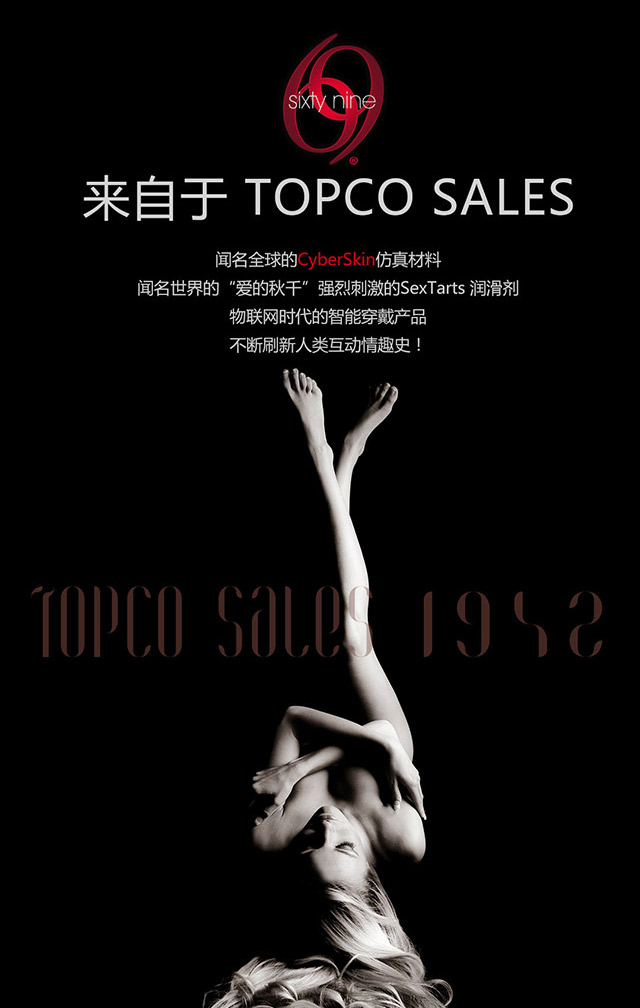 sixty nine
®
来自于 TOPCO SALES
闻名全球的CyberSkin仿真材料
闻名世界的“爱的秋千”强烈刺激的SexTarts 润滑剂
物联网时代的智能穿戴产品
不断刷新人类互动情趣史！
TOPCO SaLeS 1952